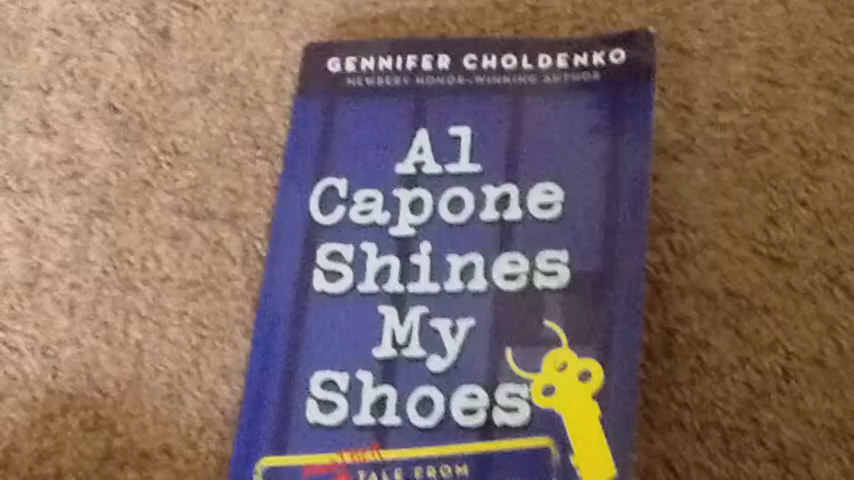 GENNIFER CHOLDENKO
NEWBERY HONOR-WINNING AUTHOR
Al
Capone
Shines
My
Shoes
TALE FROM